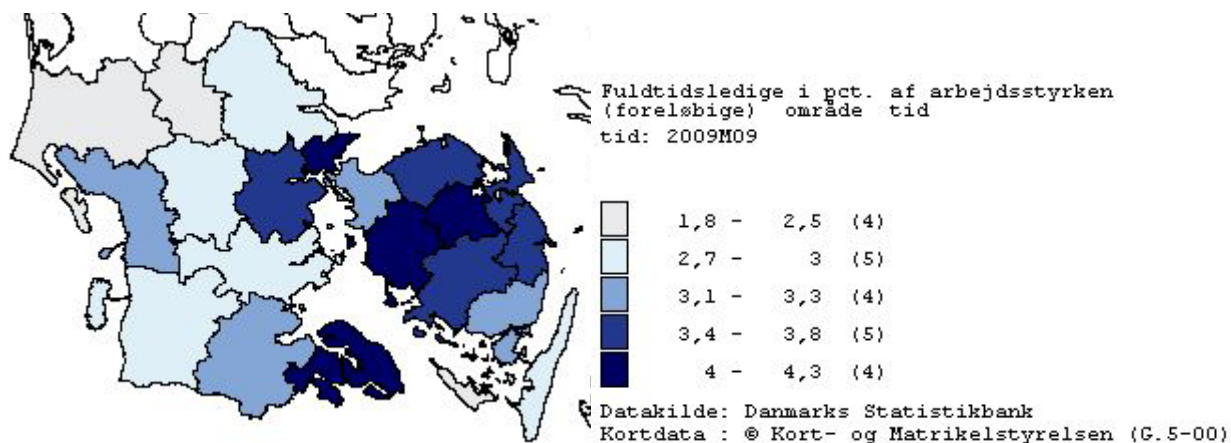 Fuldtidsledige i pct. af arbejdsstyrken
(foreløbige) område tid
tid: 2009M09
1,8 - 2,5 (4)
2,7 - 3 (5)
3,1 - 3,3 (4)
3,4 - 3,8 (5)
4 - 4,3 (4)
Datakilde: Danmarks Statistikbank
Kortdata : © Kort- og Matrikelstyrelsen (G.5-00)